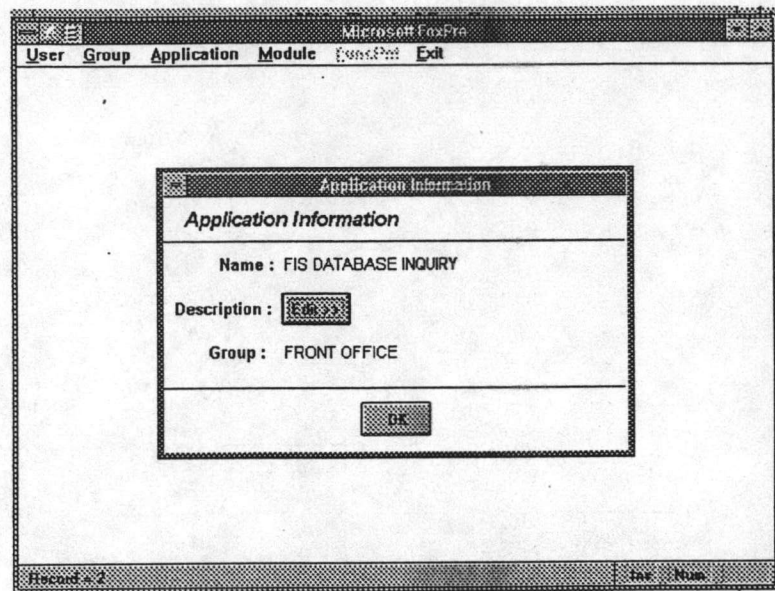 Microsoft FoxPro
User Group Application Module Exit
Application Information
Application Information
Name : FIS DATABASE INQUIRY
Description : Edit >>
Group : FRONT OFFICE
OK
Record = 2 Ins Num